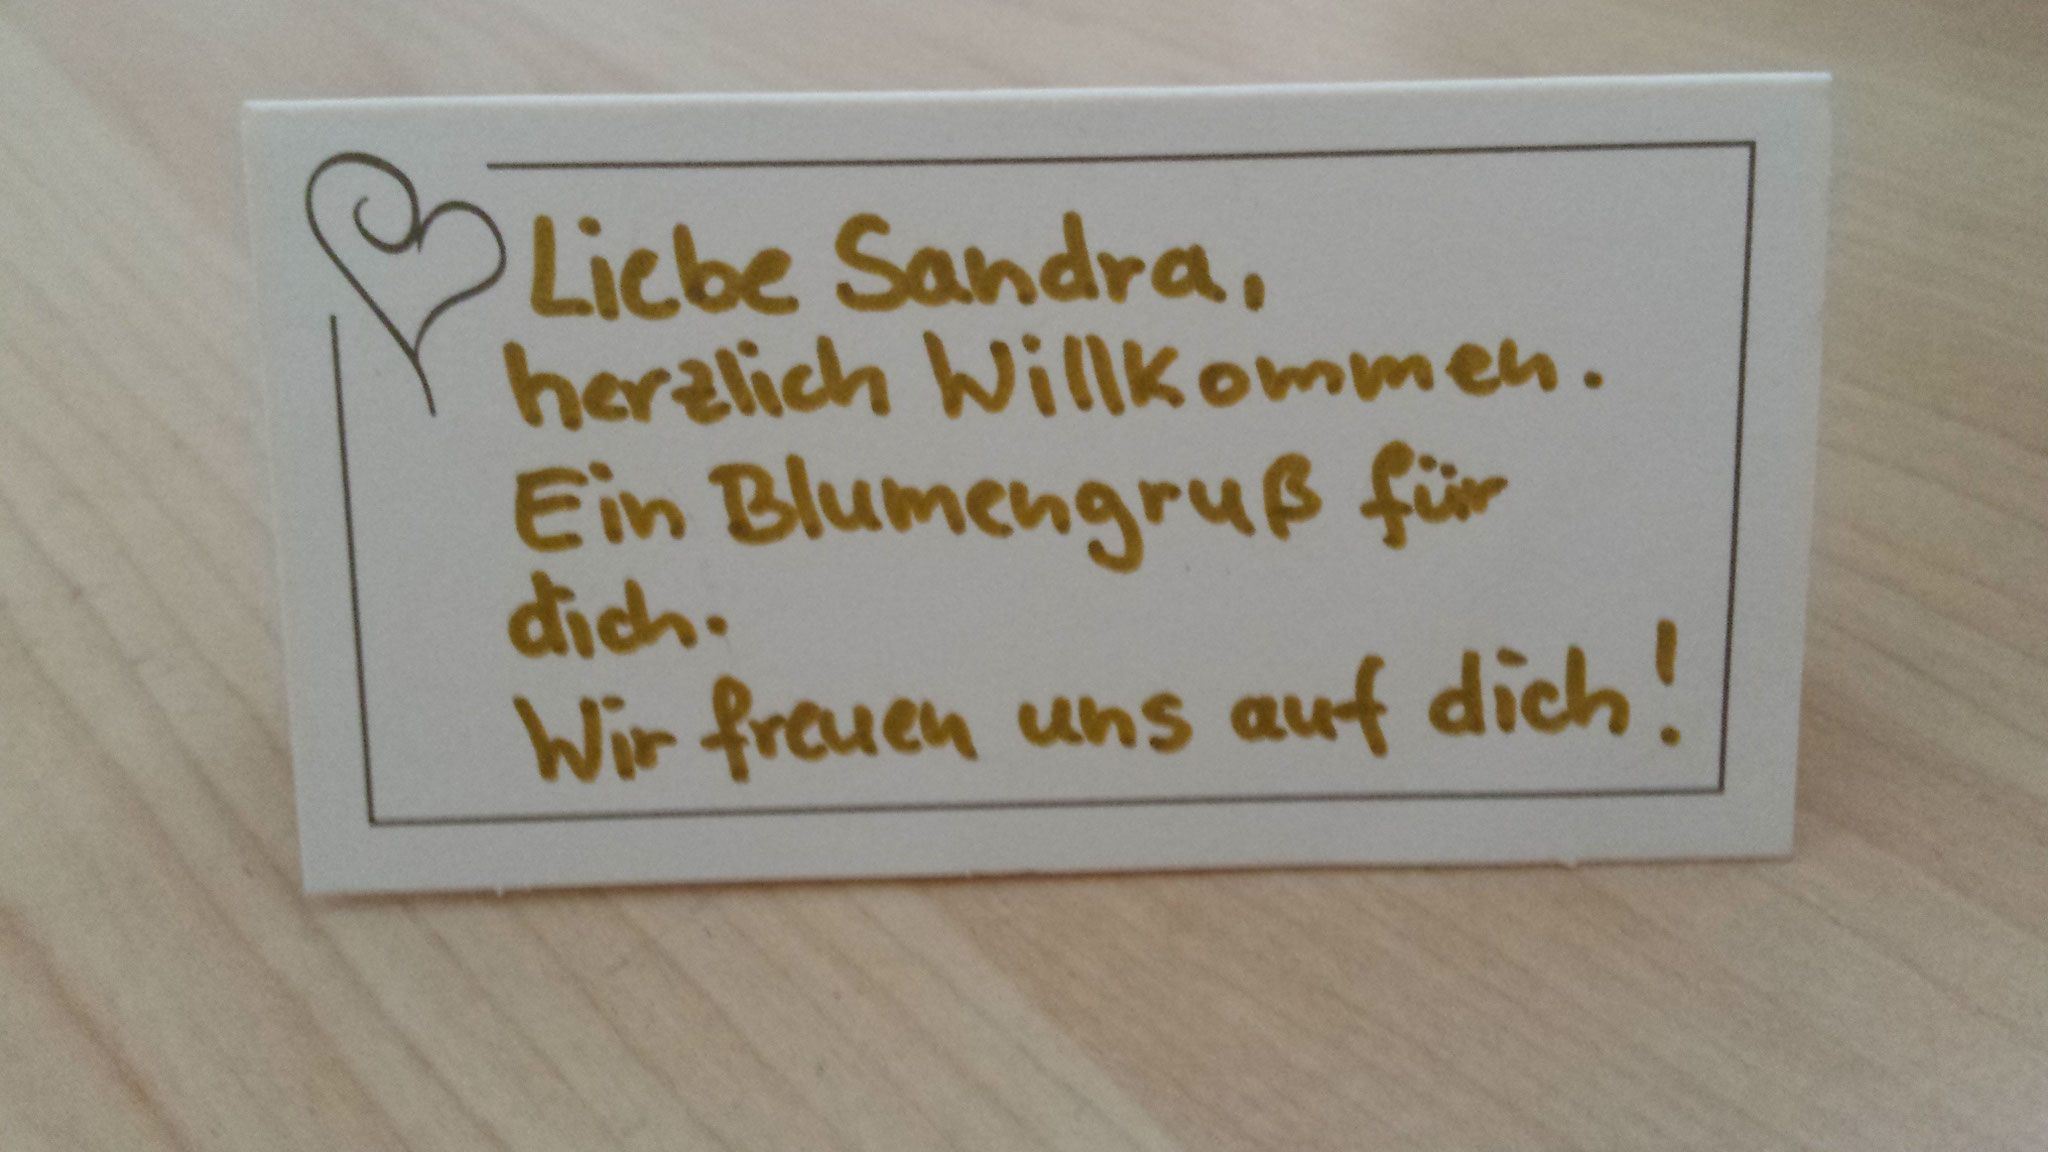 Liebe Sandra,
herzlich Willkommen.
Ein Blumengruß für
dich.
Wir freuen uns auf dich!